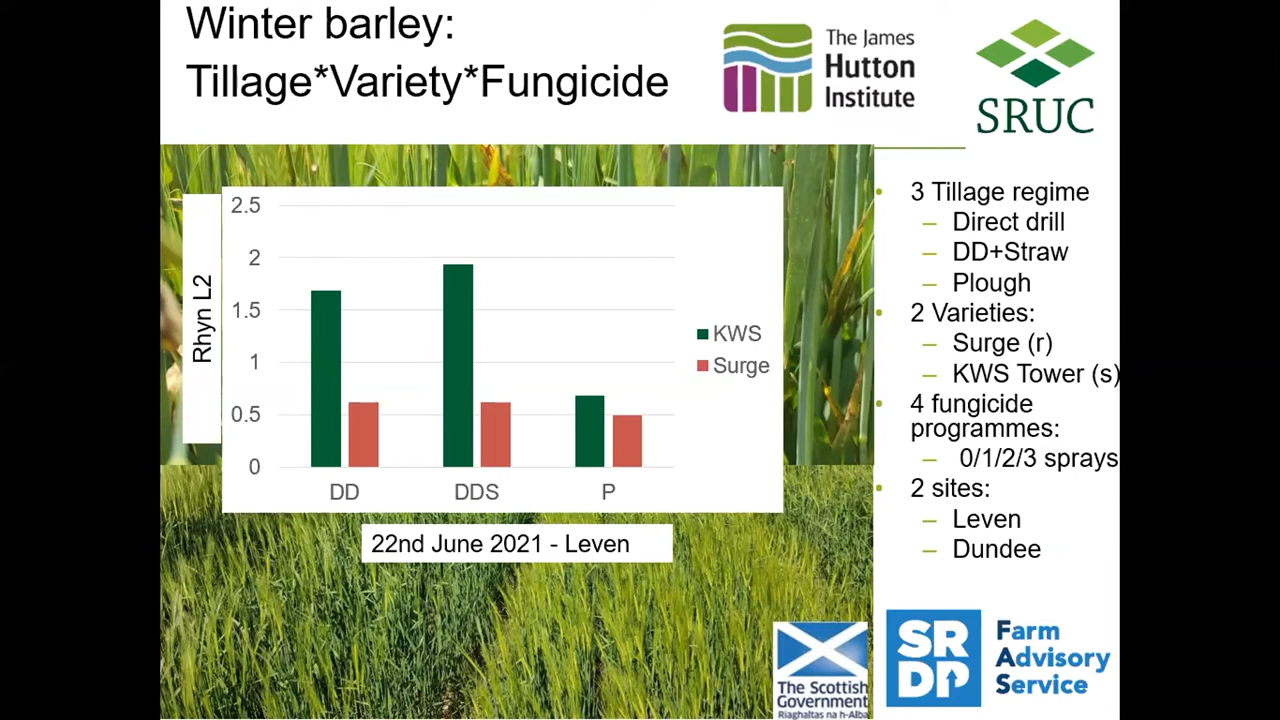 Winter barley:
Tillage*Variety*Fungicide
The James
Hutton
Institute
SRUC
Rhyn L2
2.5
2
1.5
1
0.5
0
DD
DDS
P
KWS
Surge
22nd June 2021 - Leven
3 Tillage regime
– Direct drill
– DD+Straw
– Plough
2 Varieties:
– Surge (r)
– KWS Tower (s)
4 fungicide
programmes:
– 0/1/2/3 sprays
2 sites:
– Leven
– Dundee
The Scottish
Government
Riaghaltas na h-Alba
SR
DP
Farm
Advisory
Service